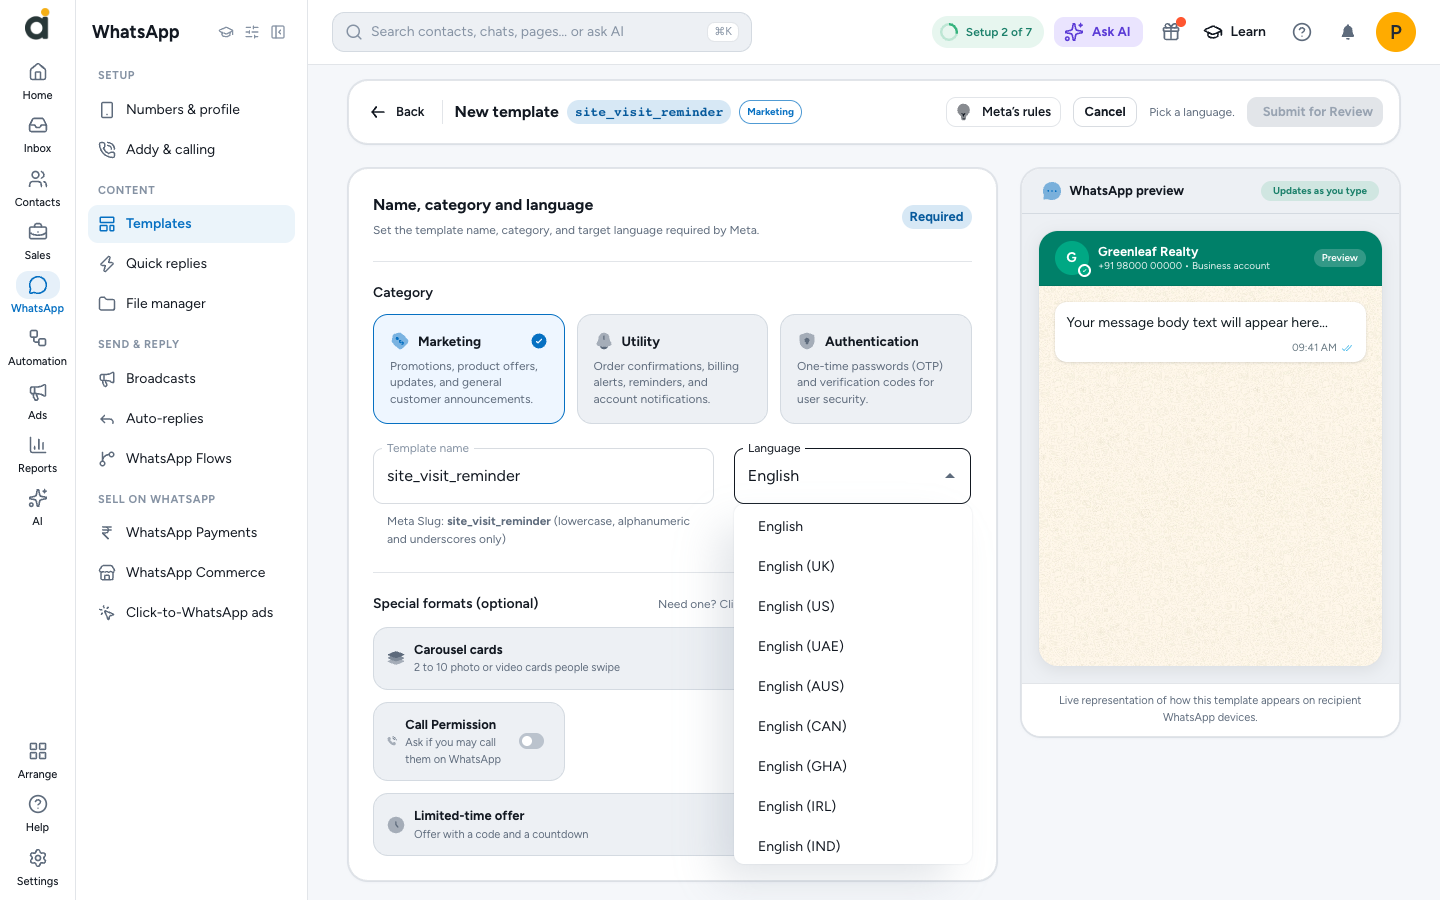 WhatsApp
Search contacts, chats, pages... or ask AI
⌘K
Setup 2 of 7
Ask AI
Learn
P
Home
Inbox
Contacts
Sales
WhatsApp
Automation
Ads
Reports
AI
Arrange
Help
Settings
SETUP
Numbers & profile
Addy & calling
CONTENT
Templates
Quick replies
File manager
SEND & REPLY
Broadcasts
Auto-replies
WhatsApp Flows
SELL ON WHATSAPP
WhatsApp Payments
WhatsApp Commerce
Click-to-WhatsApp ads
Back
New template
site_visit_reminder
Marketing
Meta's rules
Cancel
Pick a language.
Submit for Review
Name, category and language
Set the template name, category, and target language required by Meta.
Required
Category
Marketing
Promotions, product offers,
updates, and general
customer announcements.
Utility
Order confirmations, billing
alerts, reminders, and
account notifications.
Authentication
One-time passwords (OTP)
and verification codes for
user security.
Template name
site_visit_reminder
Meta Slug: site_visit_reminder (lowercase, alphanumeric
and underscores only)
Language
English
English
English (UK)
English (US)
English (UAE)
English (AUS)
English (CAN)
English (GHA)
English (IRL)
English (IND)
Special formats (optional)
Need one? Cli
Carousel cards
2 to 10 photo or video cards people swipe
Call Permission
Ask if you may call
them on WhatsApp
Limited-time offer
Offer with a code and a countdown
WhatsApp preview
Updates as you type
G
Greenleaf Realty
+91 98000 00000 • Business account
Preview
Your message body text will appear here...
09:41 AM
Live representation of how this template appears on recipient
WhatsApp devices.